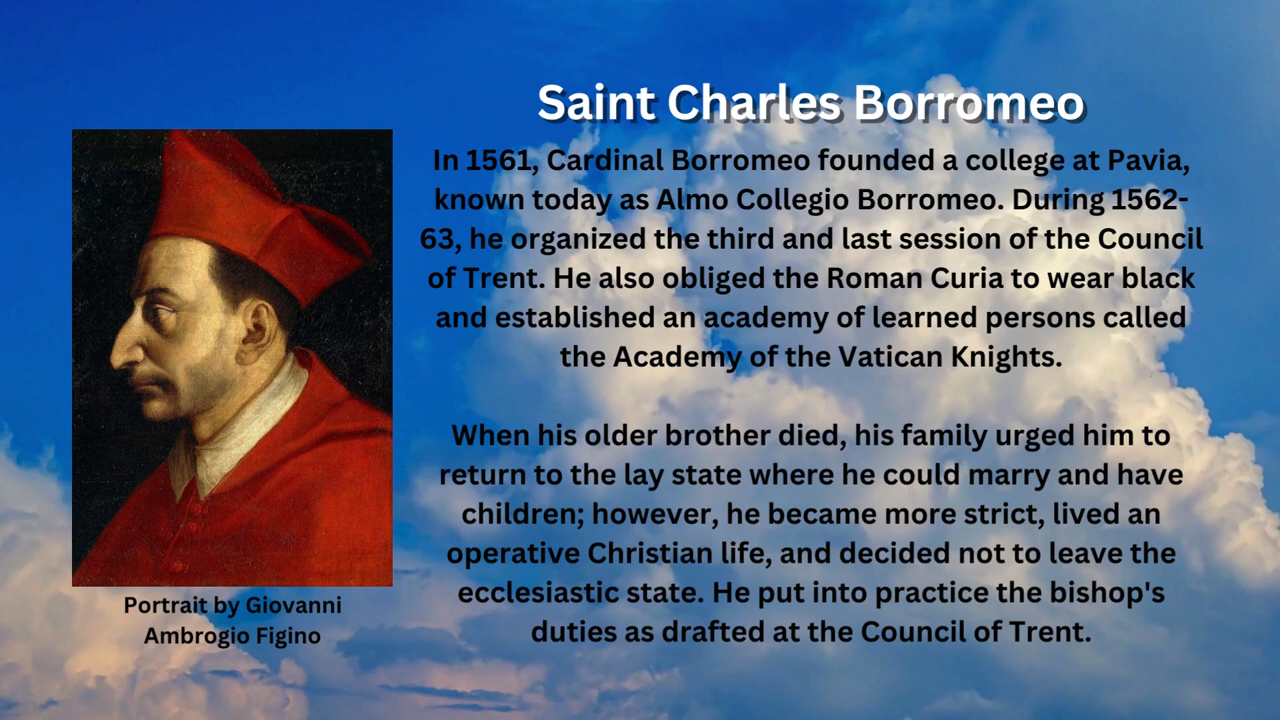 Saint Charles Borromeo
In 1561, Cardinal Borromeo founded a college at Pavia,
known today as Almo Collegio Borromeo. During 1562-
63, he organized the third and last session of the Council
of Trent. He also obliged the Roman Curia to wear black
and established an academy of learned persons called
the Academy of the Vatican Knights.
When his older brother died, his family urged him to
return to the lay state where he could marry and have
children; however, he became more strict, lived an
operative Christian life, and decided not to leave the
ecclesiastic state. He put into practice the bishop's
duties as drafted at the Council of Trent.
Portrait by Giovanni
Ambrogio Figino